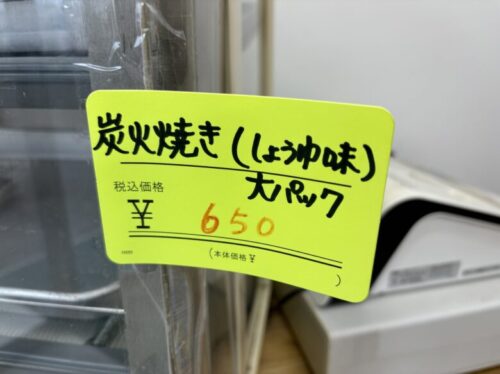 炭火焼き(しょうゆ味)
大パック
税込価格
¥ 650
(本体価格¥ )